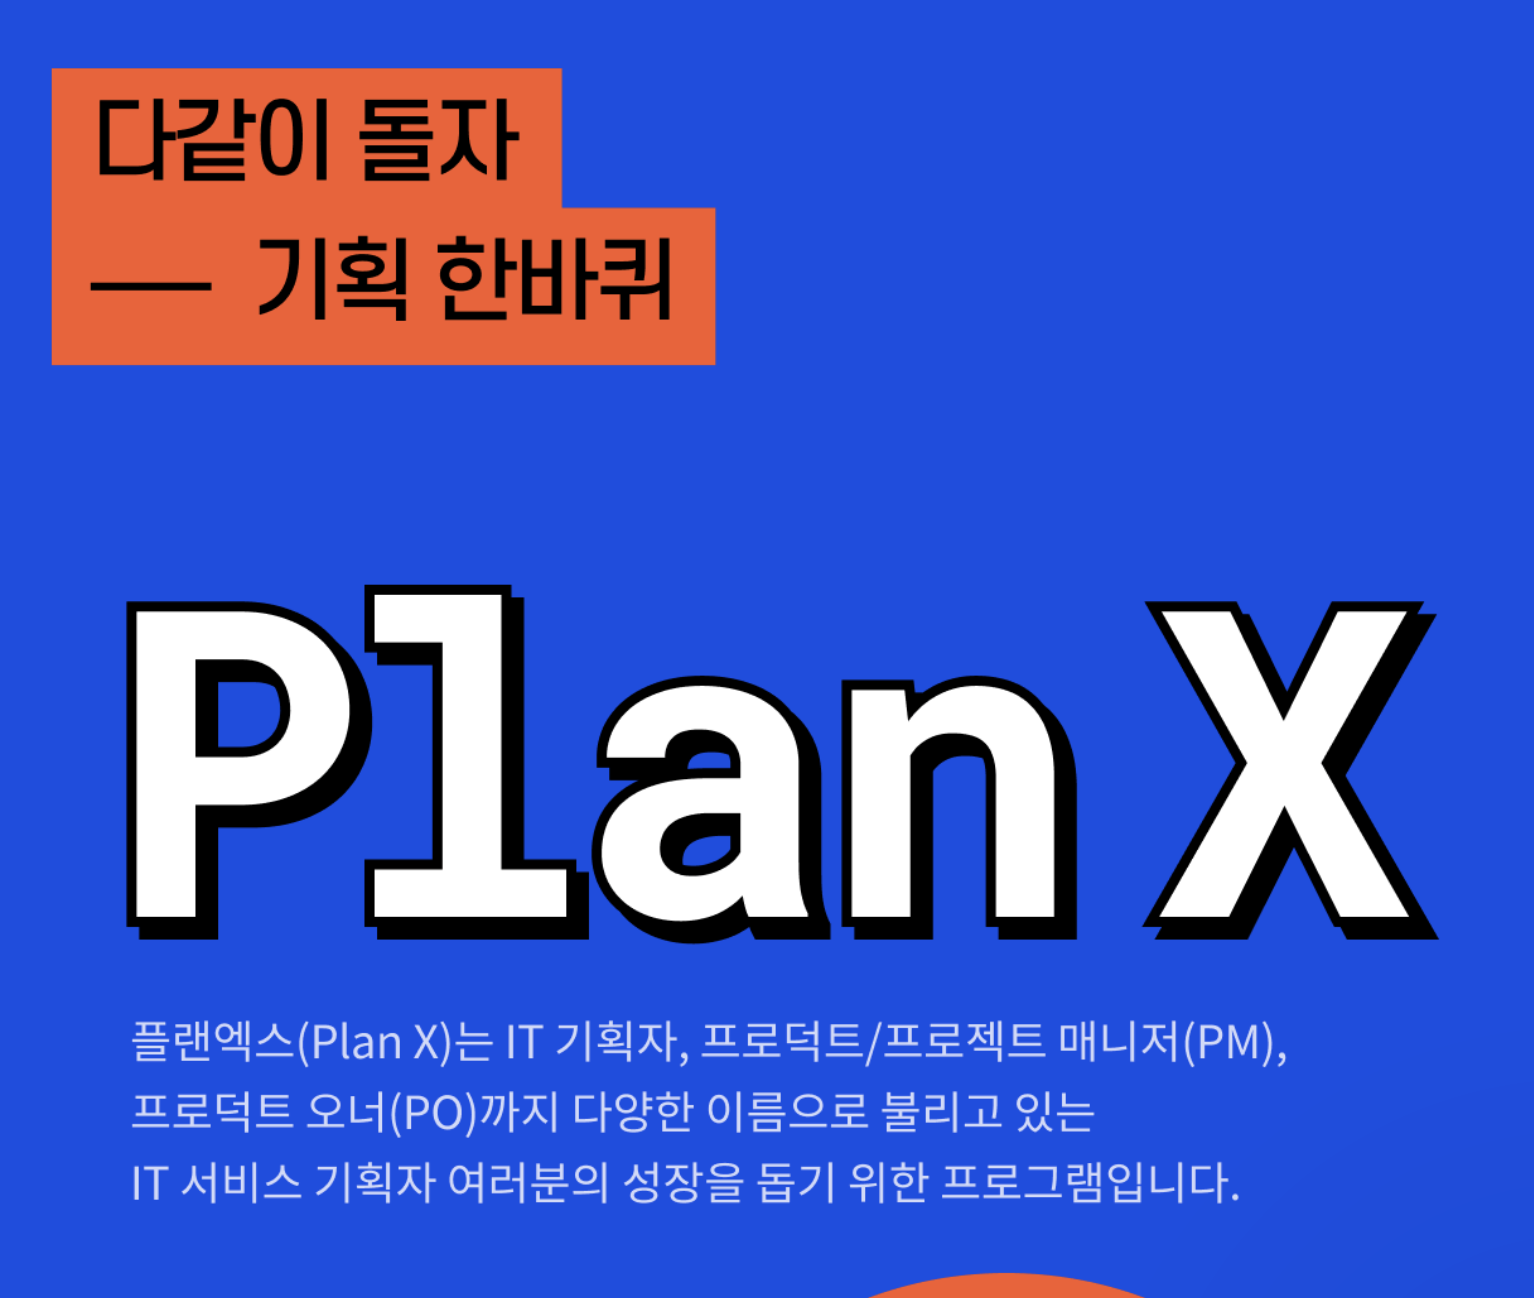 다같이 돌자
— 기획 한바퀴
Plan X
플랜엑스(Plan X)는 IT 기획자, 프로덕트/프로젝트 매니저(PM),
프로덕트 오너(PO)까지 다양한 이름으로 불리고 있는
IT 서비스 기획자 여러분의 성장을 돕기 위한 프로그램입니다.